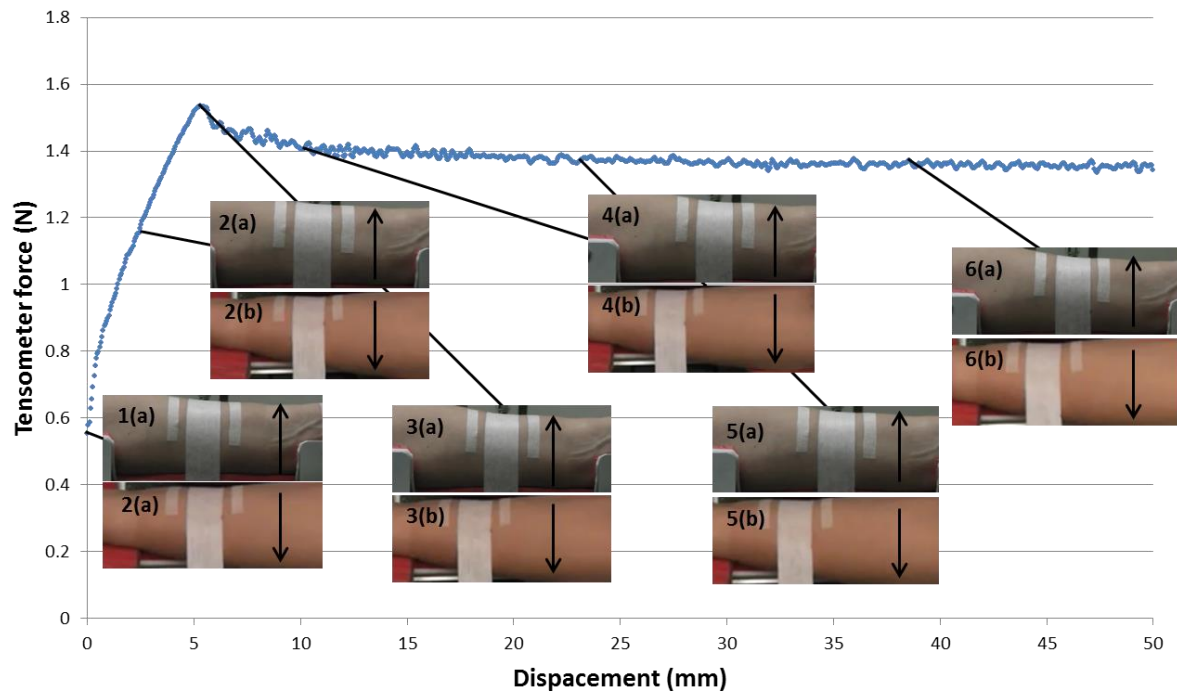 Tensometer force (N)
1.8
1.6
1.4
1.2
1
0.8
0.6
0.4
0.2
0
2(a)
2(b)
4(a)
4(b)
6(a)
6(b)
1(a)
2(a)
3(a)
3(b)
5(a)
5(b)
0 5 10 15 20 25 30 35 40 45 50
Dispacement (mm)